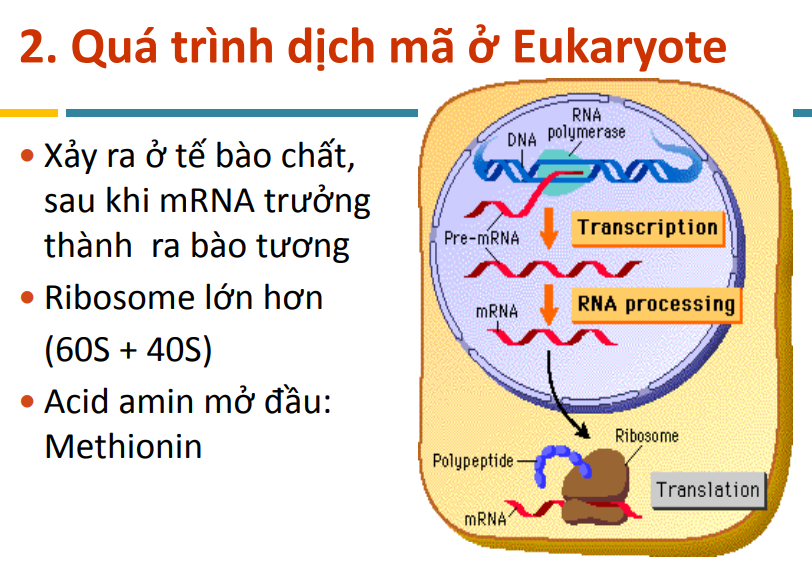 2. Quá trình dịch mã ở Eukaryote
• Xảy ra ở tế bào chất,
sau khi mRNA trưởng
thành ra bào tương
• Ribosome lớn hơn
(60S + 40S)
• Acid amin mở đầu:
Methionin
RNA
polymerase
DNA
Pre-mRNA
Transcription
mRNA
RNA processing
Ribosome
Polypeptide
Translation
mRNA